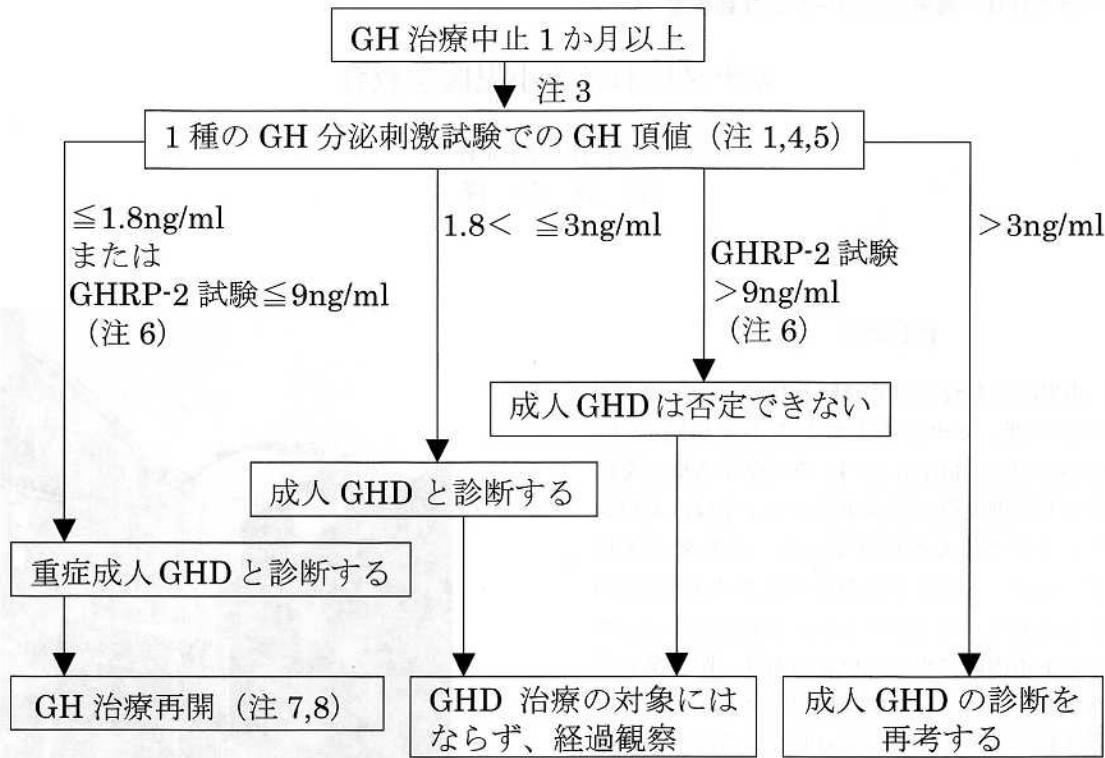 GH 治療中止 1 か月以上
注 3
1 種の GH 分泌刺激試験での GH 頂値（注 1,4,5）
≦1.8ng/ml
または
GHRP-2 試験≦9ng/ml
（注 6）
1.8< ≦3ng/ml
GHRP-2 試験
>9ng/ml
（注 6）
>3ng/ml
成人 GHD は否定できない
成人 GHD と診断する
重症成人 GHD と診断する
GH 治療再開（注 7,8）
GHD 治療の対象には
ならず、経過観察
成人 GHD の診断を
再考する